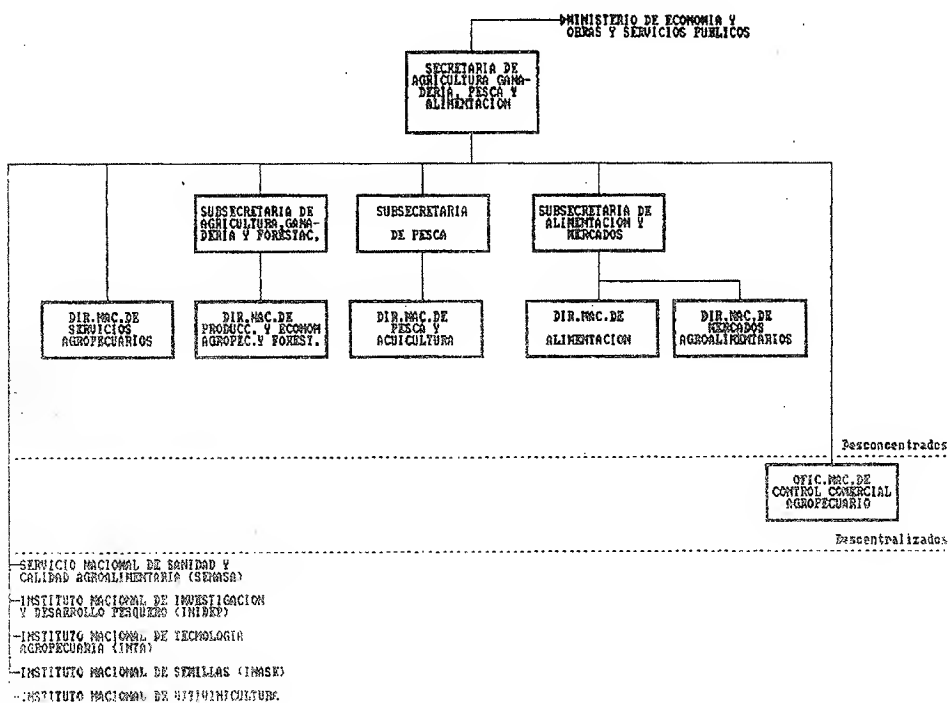 MINISTERIO DE ECONOMIA Y
OBRAS Y SERVICIOS PUBLICOS
SECRETARIA DE
AGRICULTURA GANA-
DERIA, PESCA Y
ALIMENTACION
SUBSECRETARIA DE
AGRICULTURA,GANA-
DERIA Y FORESTAC.
SUBSECRETARIA
DE PESCA
SUBSECRETARIA DE
ALIMENTACION Y
MERCADOS
DIR.NAC.DE
SERVICIOS
AGROPECUARIOS
DIR.NAC.DE
PRODUCC. Y ECONOM
AGROPEC.Y FOREST.
DIR.NAC.DE
PESCA Y
ACUICULTURA
DIR.NAC.DE
ALIMENTACION
DIR.NAC.DE
MERCADOS
AGROALIMENTARIOS
Desconcentrados
OFIC.NAC.DE
CONTROL COMERCIAL
AGROPECUARIO
Descentralizados
SERVICIO NACIONAL DE SANIDAD Y
CALIDAD AGROALIMENTARIA (SENASA)
INSTITUTO NACIONAL DE INVESTIGACION
Y DESARROLLO PESQUERO (INIDEP)
INSTITUTO NACIONAL DE TECNOLOGIA
AGROPECUARIA (INTA)
INSTITUTO NACIONAL DE SEMILLAS (INASE)
INSTITUTO NACIONAL DE VITIVINICULTURA